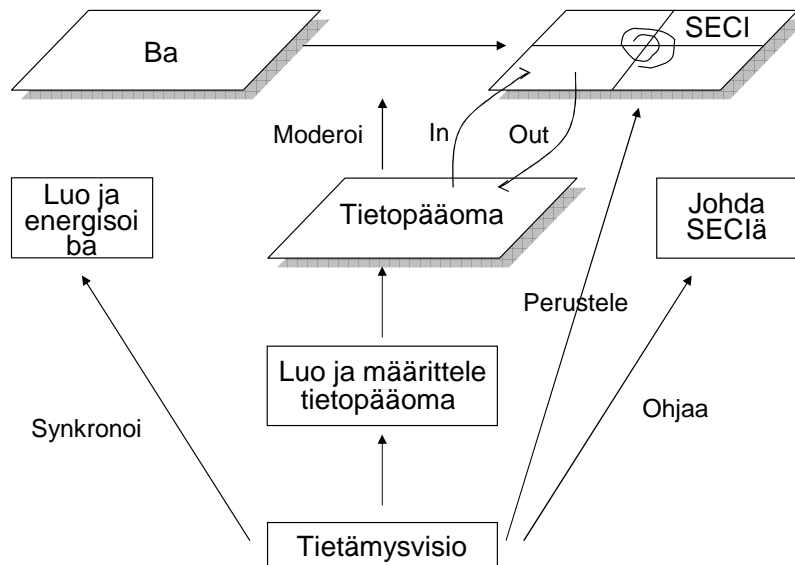 Ba
SECI
Moderoi
In
Out
Luo ja
energisoi
ba
Tietopääoma
Johda
SECIä
Perustele
Luo ja määrittele
tietopääoma
Synkronoi
Ohjaa
Tietämysvisio